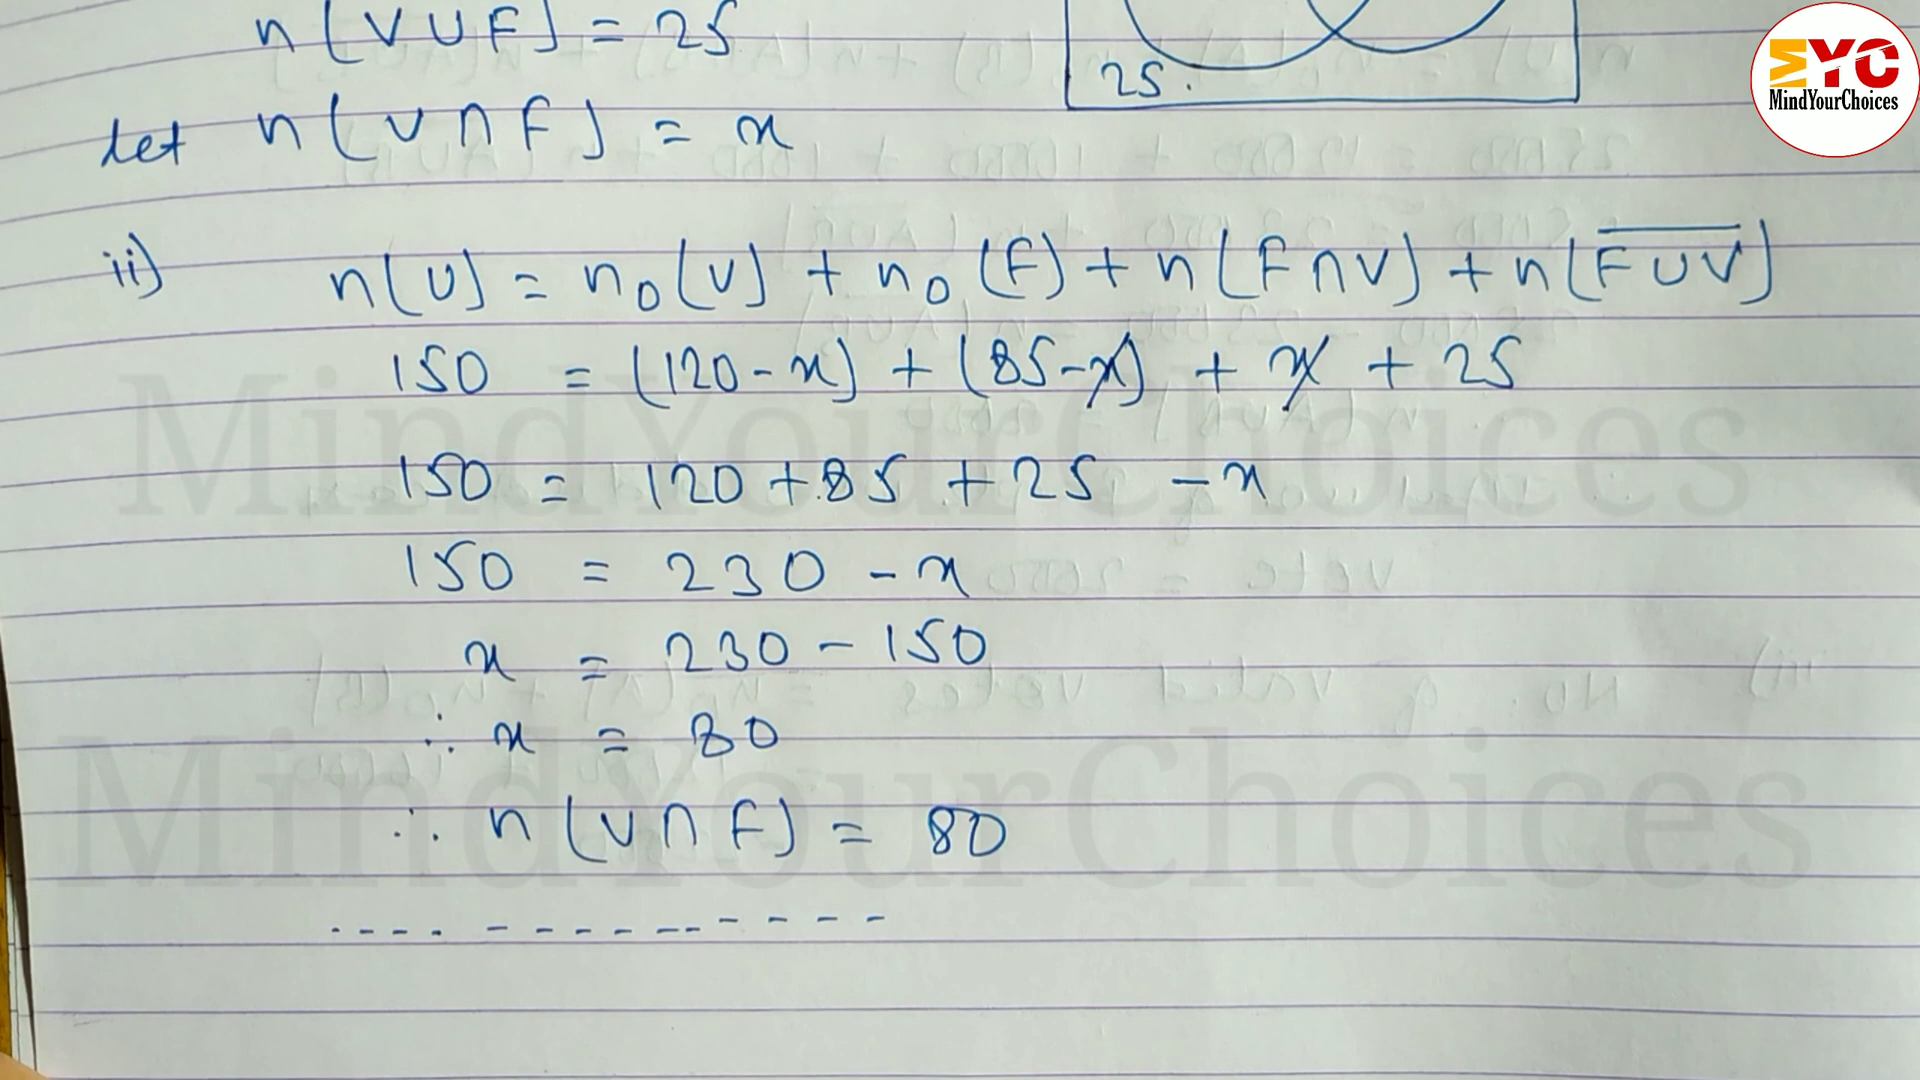 n(V∪F) = 25
25.
MYC
MindYourChoices
let n(V∩F) = x
ii) n(U) = n₀(V) + n₀(F) + n(F∩V) + n(F̅∪̅V̅)
150 = (120-x) + (85-x) + x + 25
150 = 120+85 + 25 - x
150 = 230 - x
x = 230 - 150
∴ x = 80
∴ n(V∩F) = 80
MindYourChoices
MindYourChoices